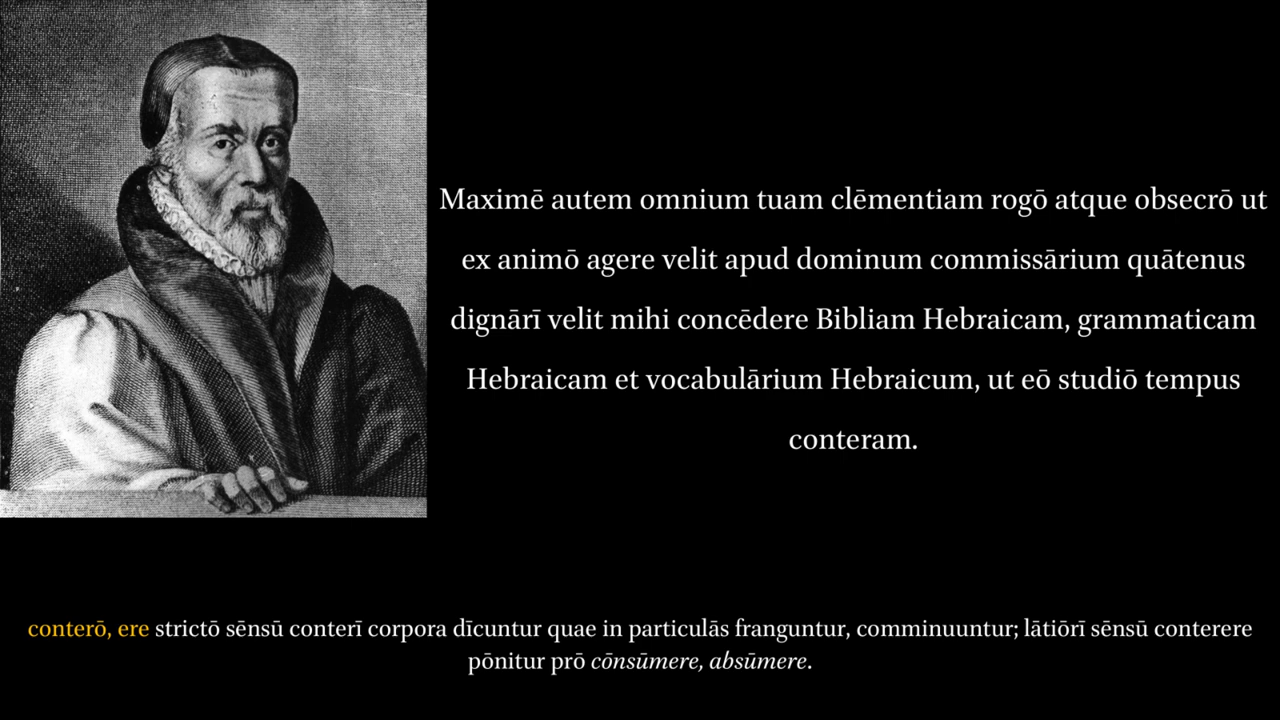 Maximē autem omnium tuam clēmentiam rogō atque obsecrō ut
ex animō agere velit apud dominum commissārium quātenus
dignārī velit mihi concēdere Bibliam Hebraicam, grammaticam
Hebraicam et vocabulārium Hebraicum, ut eō studiō tempus
conteram.
conterō, ere strictō sēnsū conterī corpora dīcuntur quae in particulās franguntur, comminuuntur; lātiōrī sēnsū conterere
pōnitur prō cōnsūmere, absūmere.